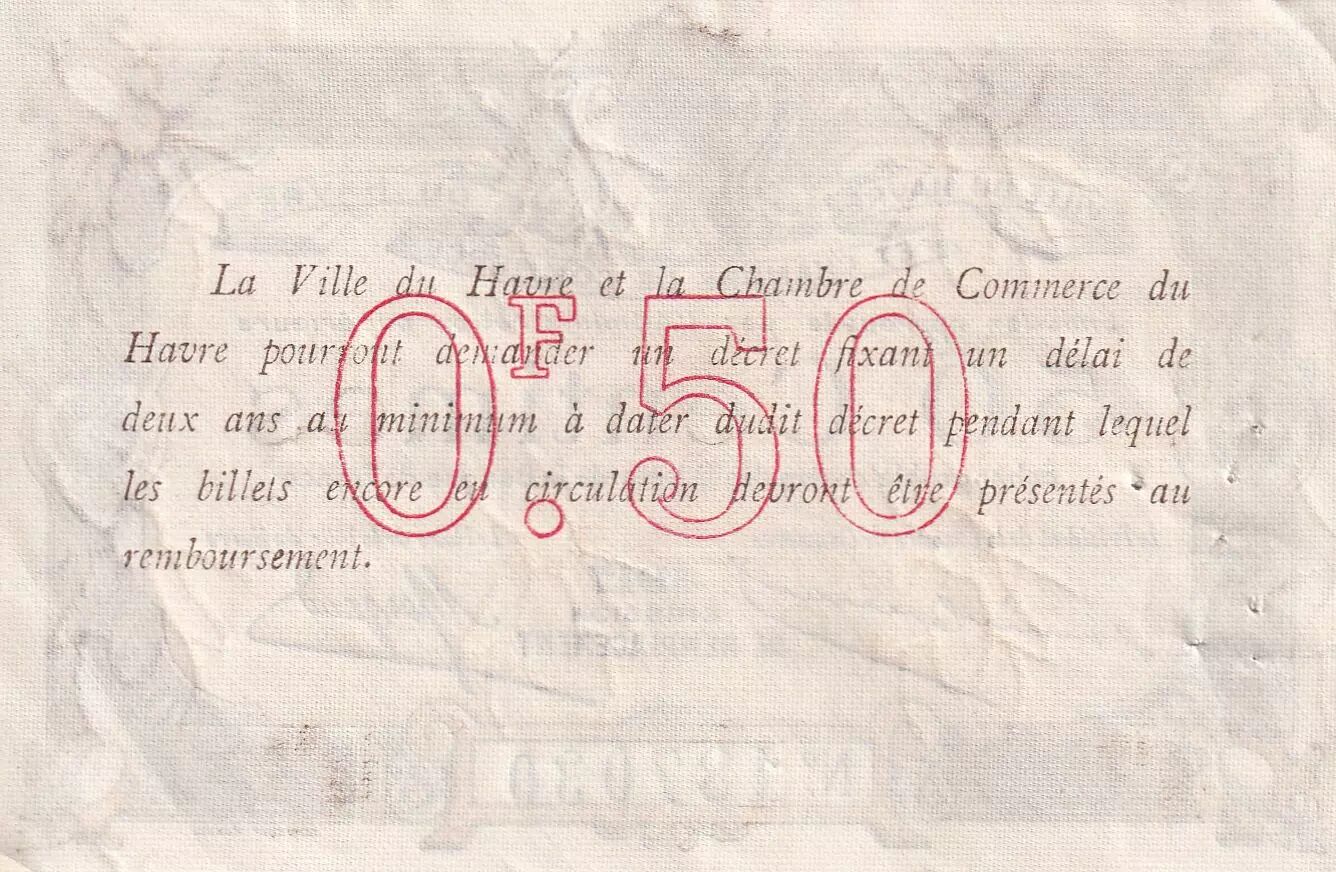 La Ville du Havre et la Chambre de Commerce du
Havre pourront demander un décret fixant un délai de
deux ans au minimum à dater dudit décret pendant lequel
les billets encore en circulation devront être présentés au
remboursement.
0F.50